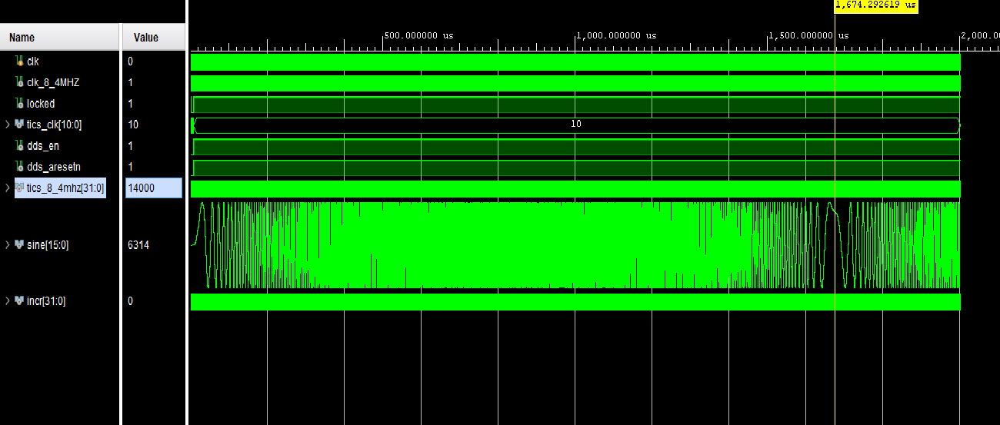 1,674.292619 us
Name Value
500.000000 us 1,000.000000 us 1,500.000000 us 2,000.0
clk 0
clk_8_4MHZ 1
locked 1
tics_clk[10:0] 10 10
dds_en 1
dds_aresetn 1
tics_8_4mhz[31:0] 14000
sine[15:0] 6314
incr[31:0] 0